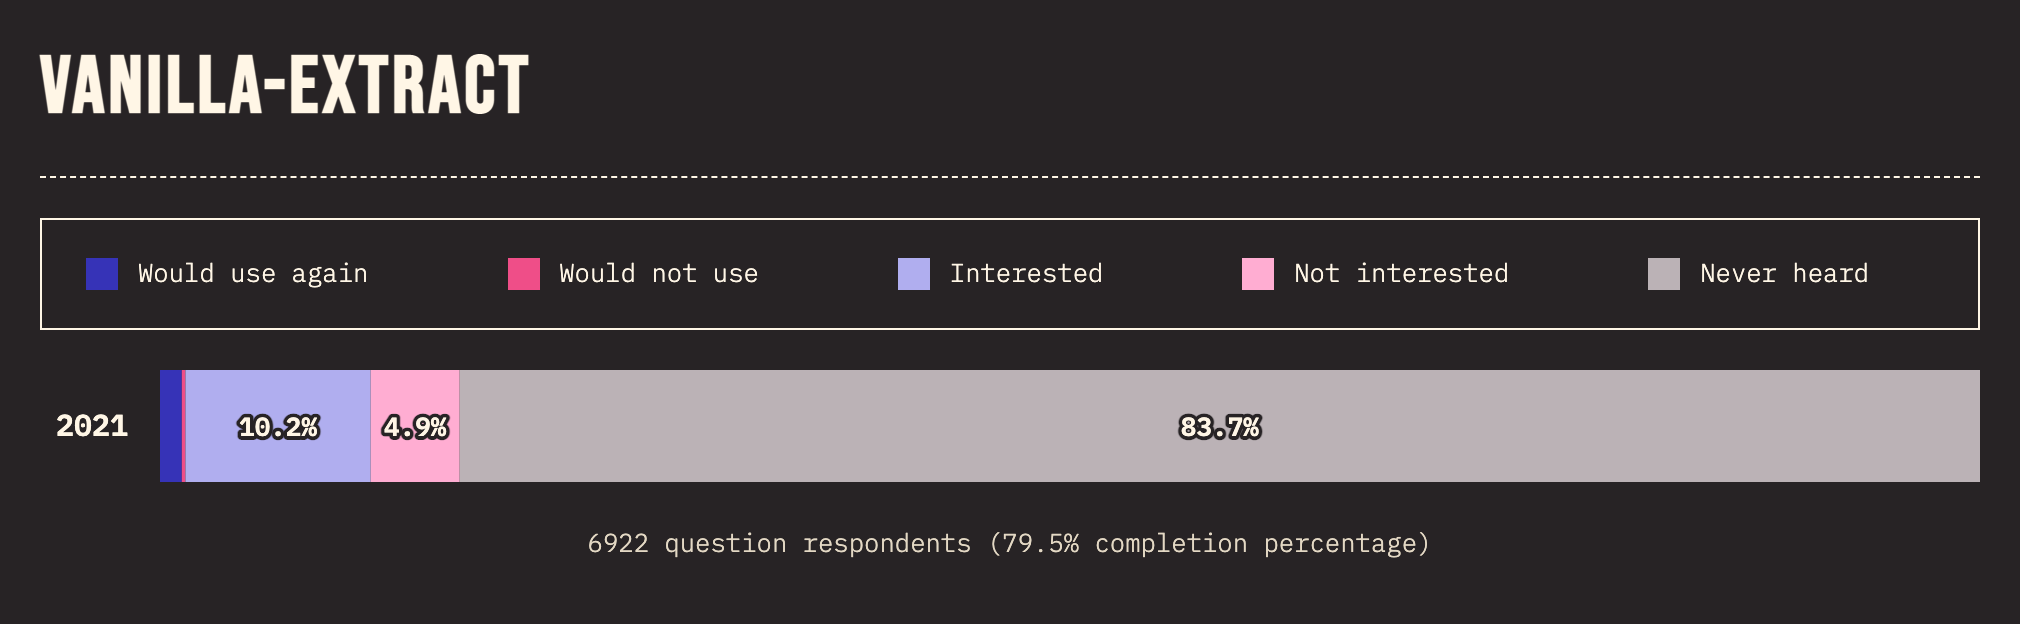 VANILLA-EXTRACT
Would use again Would not use Interested Not interested Never heard
2021 10.2% 4.9% 83.7%
6922 question respondents (79.5% completion percentage)